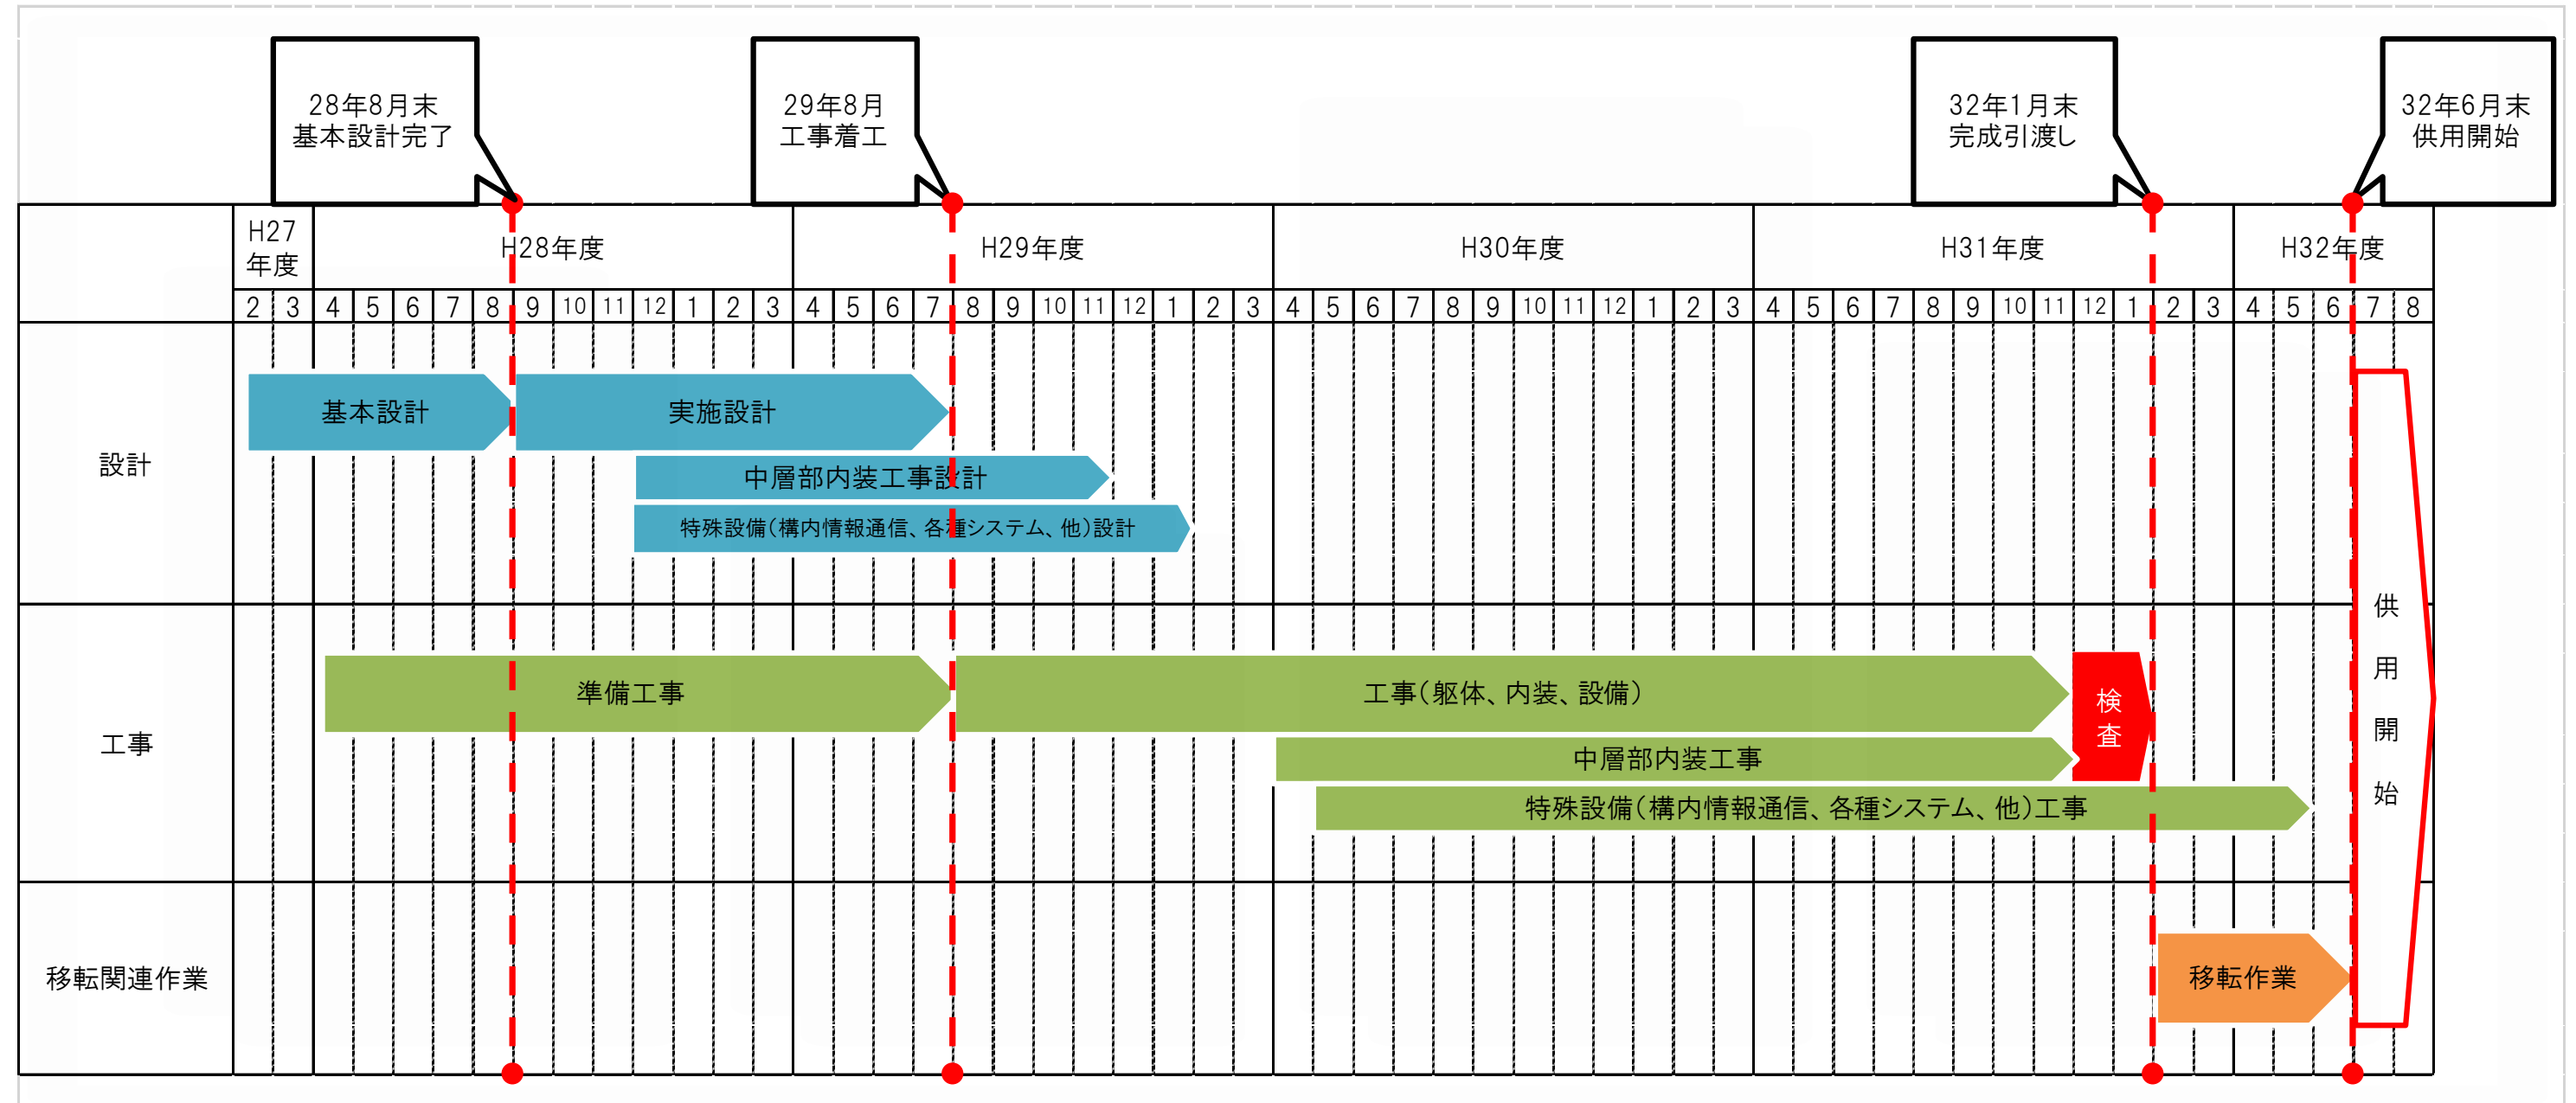 28年8月末
基本設計完了
29年8月
工事着工
32年1月末
完成引渡し
32年6月末
供用開始
H27
年度
H28年度
H29年度
H30年度
H31年度
H32年度
2 3 4 5 6 7 8 9 10 11 12 1 2 3 4 5 6 7 8 9 10 11 12 1 2 3 4 5 6 7 8 9 10 11 12 1 2 3 4 5 6 7 8 9 10 11 12 1 2 3 4 5 6 7 8
設計
基本設計
実施設計
中層部内装工事設計
特殊設備(構内情報通信、各種システム、他)設計
工事
準備工事
工事(躯体、内装、設備)
検
査
中層部内装工事
特殊設備(構内情報通信、各種システム、他)工事
移転関連作業
移転作業
供
用
開
始